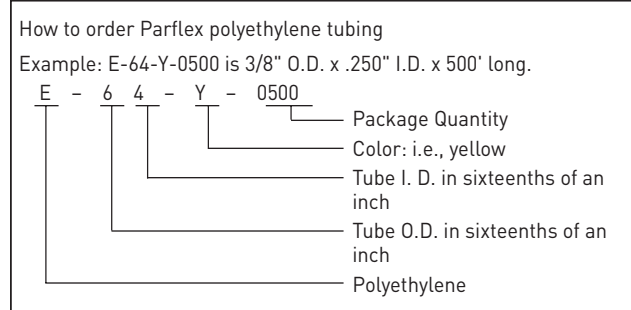 How to order Parflex polyethylene tubing
Example: E-64-Y-0500 is 3/8" O.D. x .250" I.D. x 500' long.
E – 6 4 – Y – 0500
Package Quantity
Color: i.e., yellow
Tube I. D. in sixteenths of an
inch
Tube O.D. in sixteenths of an
inch
Polyethylene